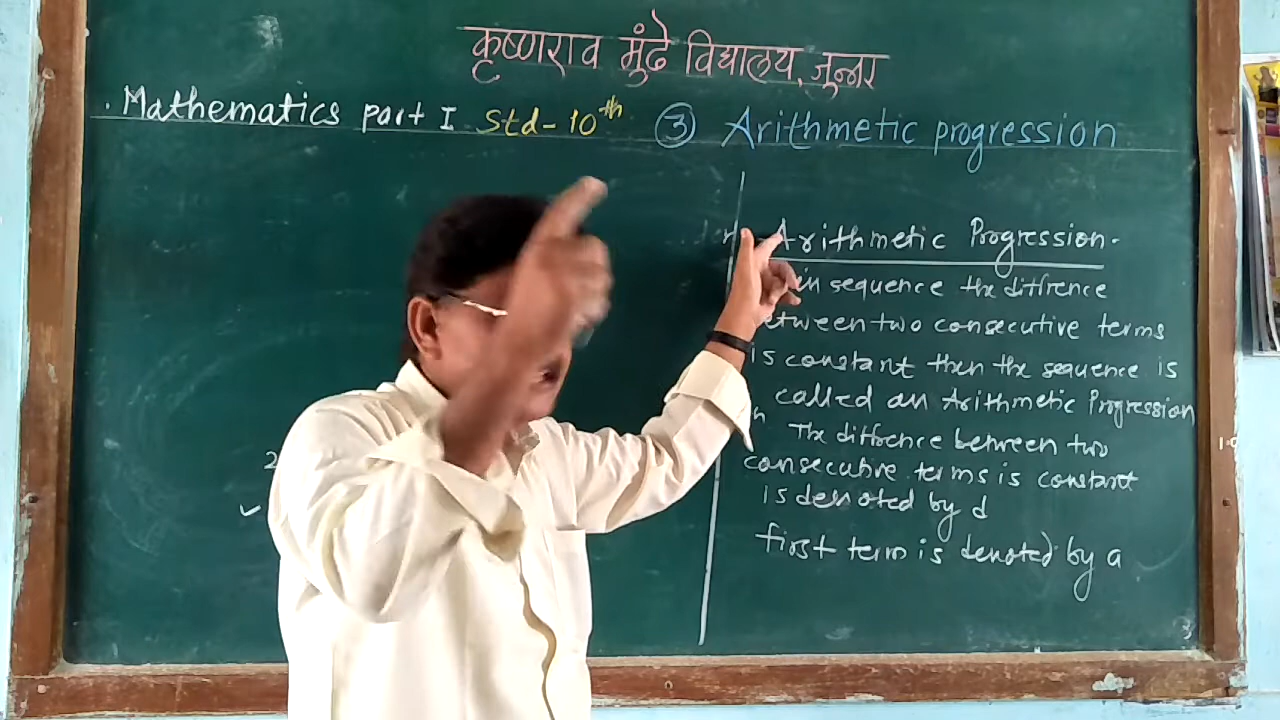 कृष्णराव मुंढे विद्यालय, जुन्नर
. Mathematics part I Std - 10th ③ Arithmetic progression
Arithmetic Progression.
in sequence the diffrence
etween two consecutive terms
is constant then the sequence is
called an Arithmetic Progression
The diffrence between two
consecutive terms is constant
is denoted by d
first term is denoted by a